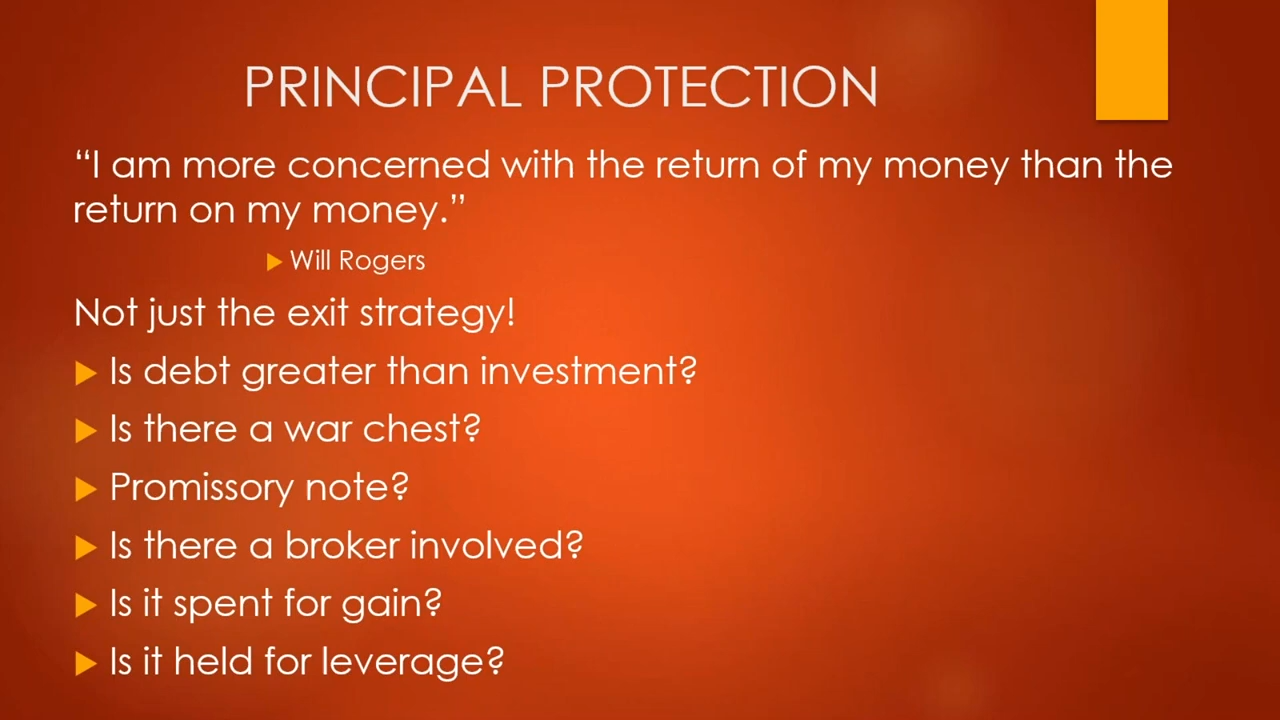 PRINCIPAL PROTECTION
“I am more concerned with the return of my money than the
return on my money.”
Will Rogers
Not just the exit strategy!
Is debt greater than investment?
Is there a war chest?
Promissory note?
Is there a broker involved?
Is it spent for gain?
Is it held for leverage?